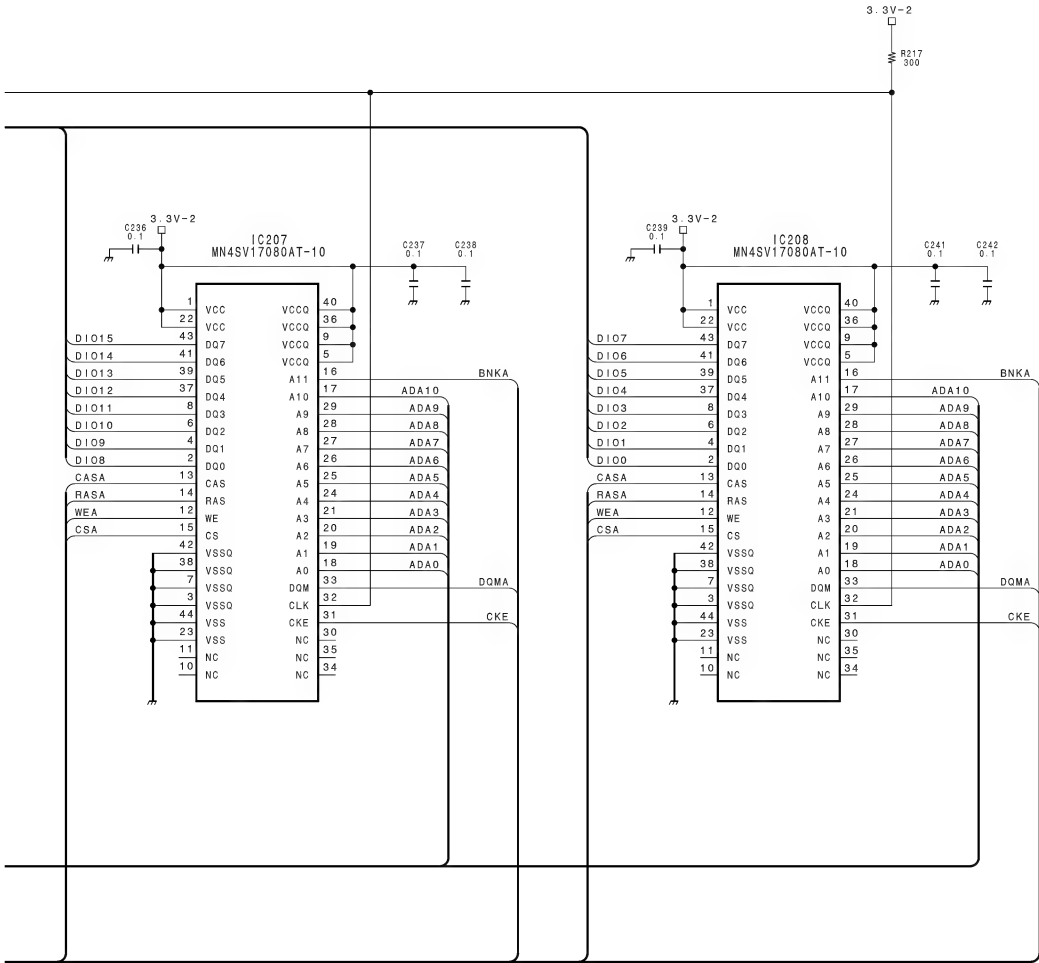 3.3V-2
R217
300
3.3V-2
C236
0.1
IC207
MN4SV17080AT-10
C237
0.1
C238
0.1
1 VCC VCCQ 40
22 VCC VCCQ 36
DIO15 43 DQ7 VCCQ 9
DIO14 41 DQ6 VCCQ 5
DIO13 39 DQ5 A11 16 BNKA
DIO12 37 DQ4 A10 17 ADA10
DIO11 8 DQ3 A9 29 ADA9
DIO10 6 DQ2 A8 28 ADA8
DIO9 4 DQ1 A7 27 ADA7
DIO8 2 DQ0 A6 26 ADA6
CASA 13 CAS A5 25 ADA5
RASA 14 RAS A4 24 ADA4
WEA 12 WE A3 21 ADA3
CSA 15 CS A2 20 ADA2
42 VSSQ A1 19 ADA1
38 VSSQ A0 18 ADA0
7 VSSQ DQM 33 DQMA
3 VSSQ CLK 32
44 VSS CKE 31 CKE
23 VSS NC 30
11 NC NC 35
10 NC NC 34
3.3V-2
C239
0.1
IC208
MN4SV17080AT-10
C241
0.1
C242
0.1
1 VCC VCCQ 40
22 VCC VCCQ 36
DIO7 43 DQ7 VCCQ 9
DIO6 41 DQ6 VCCQ 5
DIO5 39 DQ5 A11 16 BNKA
DIO4 37 DQ4 A10 17 ADA10
DIO3 8 DQ3 A9 29 ADA9
DIO2 6 DQ2 A8 28 ADA8
DIO1 4 DQ1 A7 27 ADA7
DIO0 2 DQ0 A6 26 ADA6
CASA 13 CAS A5 25 ADA5
RASA 14 RAS A4 24 ADA4
WEA 12 WE A3 21 ADA3
CSA 15 CS A2 20 ADA2
42 VSSQ A1 19 ADA1
38 VSSQ A0 18 ADA0
7 VSSQ DQM 33 DQMA
3 VSSQ CLK 32
44 VSS CKE 31 CKE
23 VSS NC 30
11 NC NC 35
10 NC NC 34